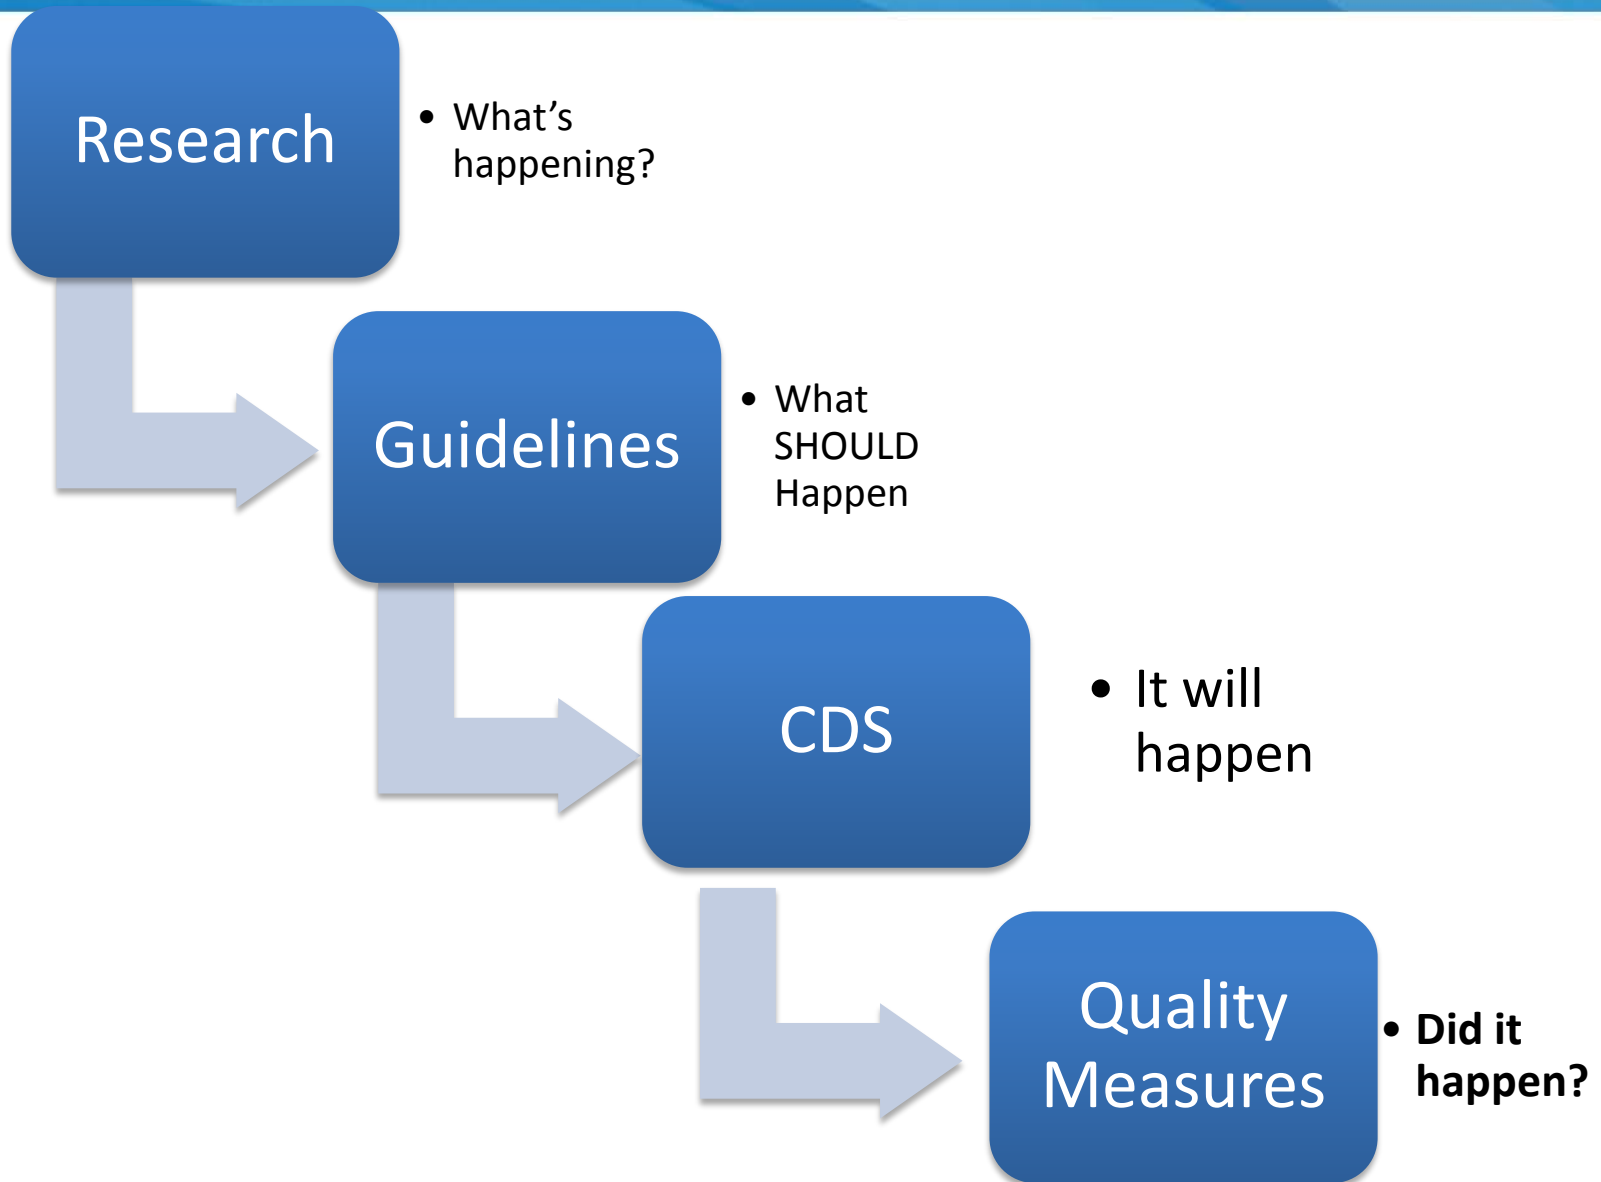 Research
• What’s
happening?
Guidelines
• What
SHOULD
Happen
CDS
• It will
happen
Quality
Measures
• Did it
happen?